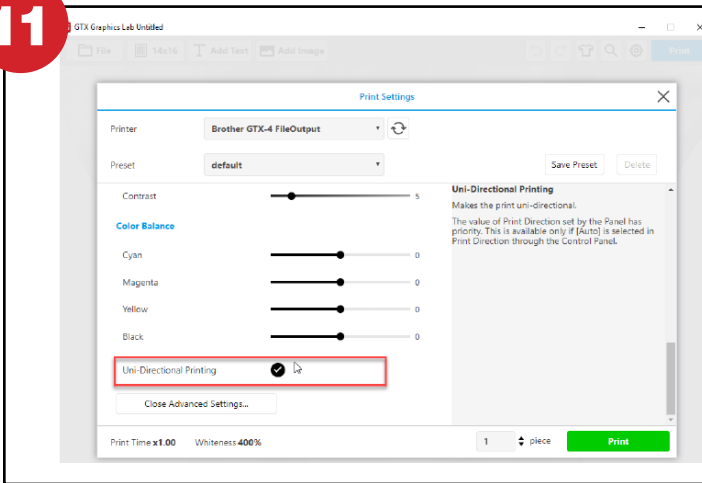 11
GTX Graphics Lab Untitled
File 14x16 Add Text Add Image Print
Print Settings
Printer Brother GTX-4 FileOutput
Preset default Save Preset Delete
Contrast 5
Color Balance
Cyan 0
Magenta 0
Yellow 0
Black 0
Uni-Directional Printing
Close Advanced Settings...
Uni-Directional Printing
Makes the print uni-directional.
The value of Print Direction set by the Panel has
priority. This is available only if [Auto] is selected in
Print Direction through the Control Panel.
Print Time x1.00 Whiteness 400% 1 piece Print